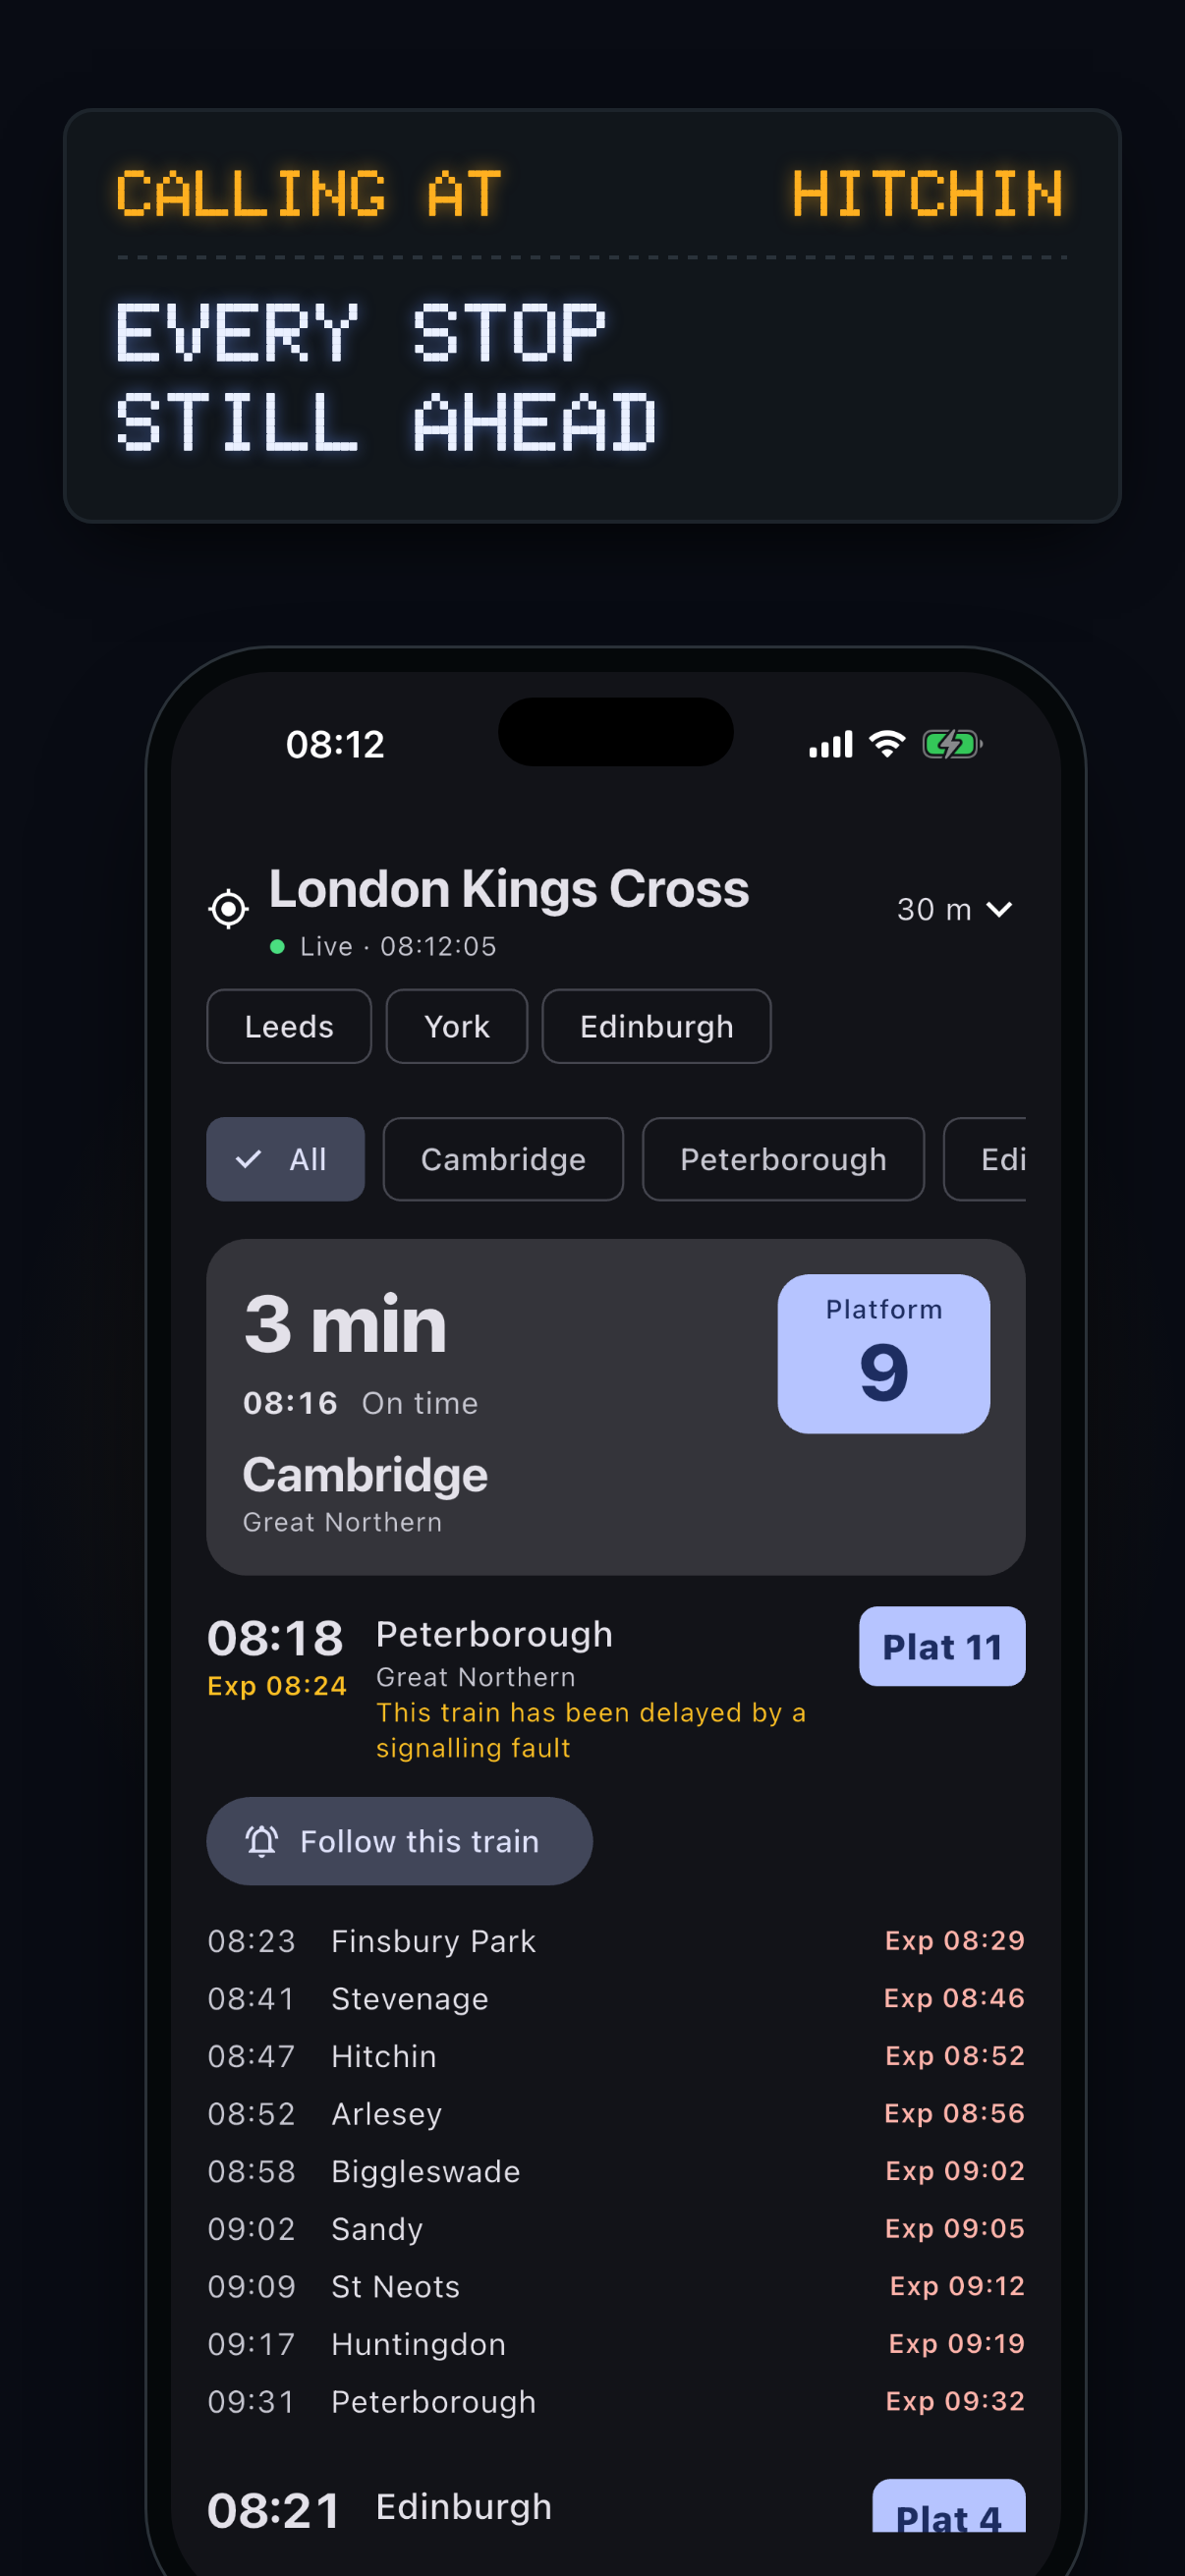 CALLING AT HITCHIN
EVERY STOP
STILL AHEAD
08:12
London Kings Cross
30 m
Live · 08:12:05
Leeds York Edinburgh
All Cambridge Peterborough Edi
3 min
Platform
9
08:16 On time
Cambridge
Great Northern
08:18 Peterborough Plat 11
Exp 08:24 Great Northern
This train has been delayed by a
signalling fault
Follow this train
08:23 Finsbury Park Exp 08:29
08:41 Stevenage Exp 08:46
08:47 Hitchin Exp 08:52
08:52 Arlesey Exp 08:56
08:58 Biggleswade Exp 09:02
09:02 Sandy Exp 09:05
09:09 St Neots Exp 09:12
09:17 Huntingdon Exp 09:19
09:31 Peterborough Exp 09:32
08:21 Edinburgh Plat 4